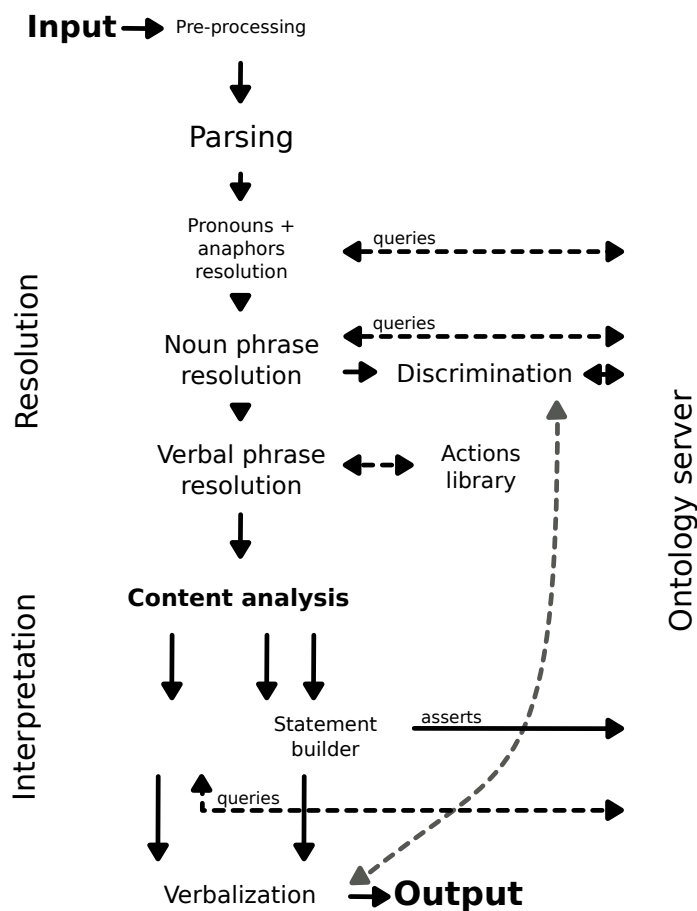 Input
Pre-processing
Parsing
Pronouns +
anaphors
resolution
queries
Resolution
queries
Noun phrase
resolution
Discrimination
Verbal phrase
resolution
Actions
library
Ontology server
Content analysis
Interpretation
Statement
builder
asserts
queries
Verbalization
Output